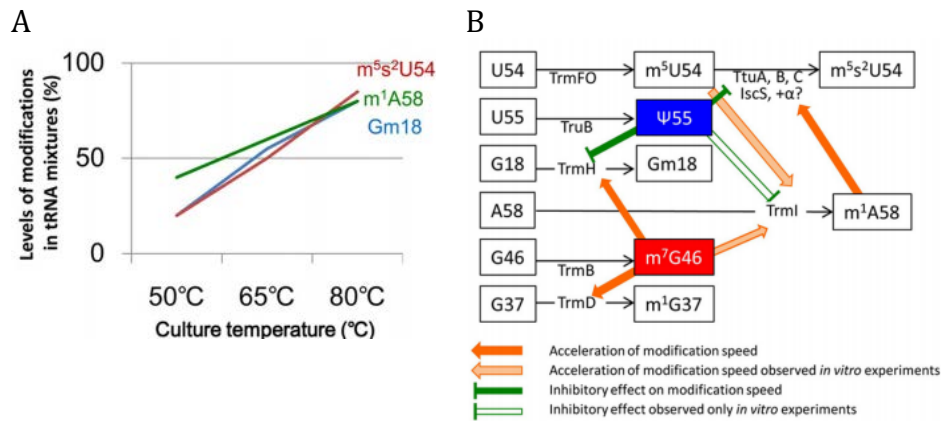 A
Levels of modifications
in tRNA mixtures (%)
100
50
0
m⁵s²U54
m¹A58
Gm18
50℃
65℃
80℃
Culture temperature (℃)
B
U54
TrmFO
m⁵U54
TtuA, B, C
IscS, +α?
m⁵s²U54
U55
TruB
Ψ55
G18
TrmH
Gm18
A58
TrmI
m¹A58
G46
TrmB
m⁷G46
G37
TrmD
m¹G37
Acceleration of modification speed
Acceleration of modification speed observed in vitro experiments
Inhibitory effect on modification speed
Inhibitory effect observed only in vitro experiments